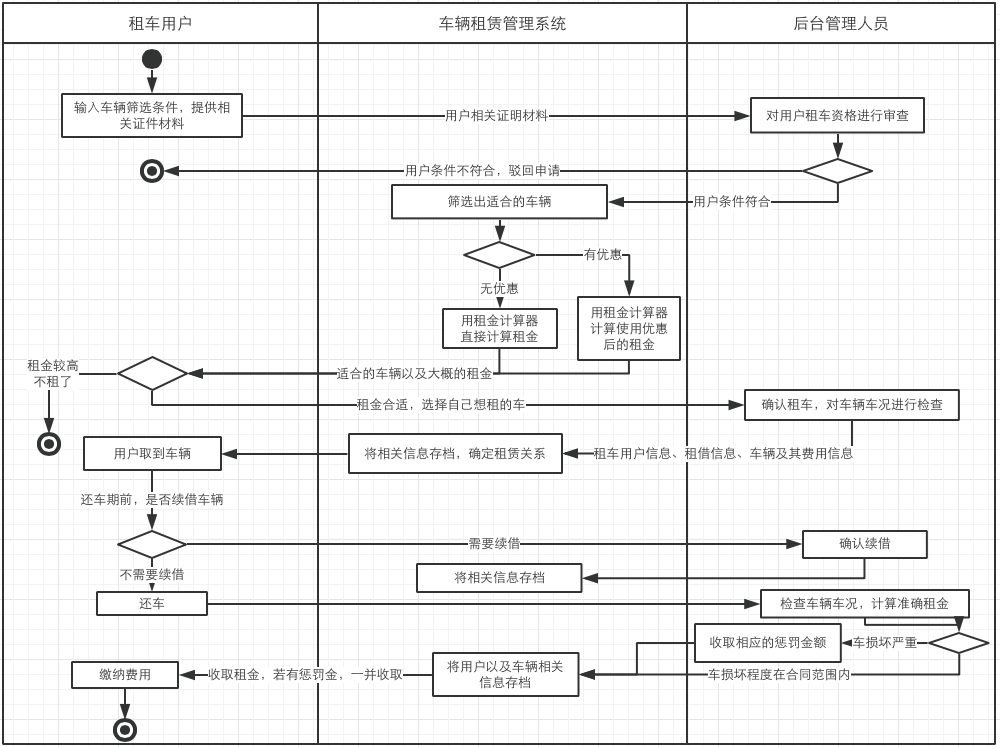 租车用户
车辆租赁管理系统
后台管理人员
输入车辆筛选条件，提供相
关证件材料
用户相关证明材料
对用户租车资格进行审查
用户条件不符合，驳回申请
用户条件符合
筛选出适合的车辆
有优惠
无优惠
用租金计算器
直接计算租金
用租金计算器
计算使用优惠
后的租金
租金较高
不租了
适合的车辆以及大概的租金
租金合适，选择自己想租的车
确认租车，对车辆车况进行检查
用户取到车辆
将相关信息存档，确定租赁关系
租车用户信息、租借信息、车辆及其费用信息
还车期前，是否续借车辆
需要续借
确认续借
不需要续借
将相关信息存档
还车
检查车辆车况，计算准确租金
收取相应的惩罚金额
车损坏严重
缴纳费用
收取租金，若有惩罚金，一并收取
将用户以及车辆相关
信息存档
车损坏程度在合同范围内